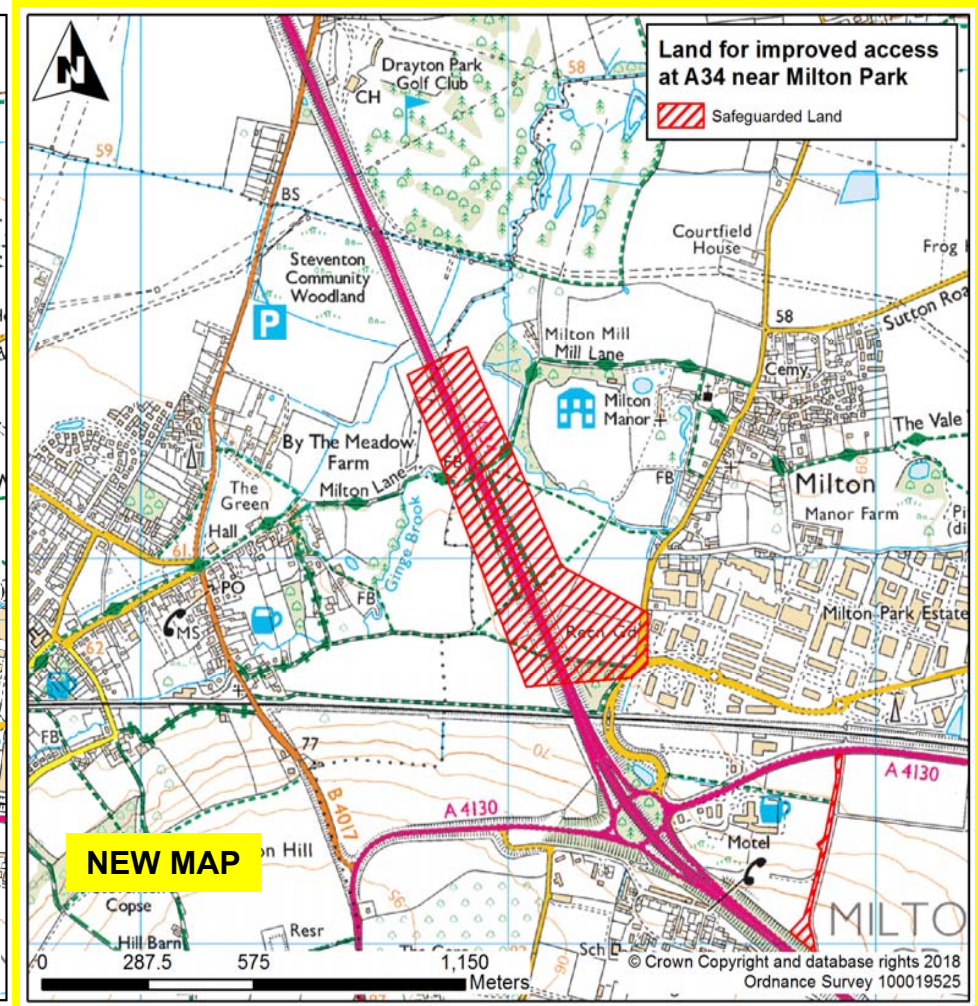 Land for improved access
at A34 near Milton Park
Safeguarded Land
N
Drayton Park
Golf Club
CH
58
59
BS
Courtfield
House
Frog
Steventon
Community
Woodland
P
58
Sutton Roa
Milton Mill
Mill Lane
Cemy
Milton
Manor
The Vale
By The Meadow
Farm
FB
Milton Lane
The
Green
FB
Milton
Manor Farm
Hall
Ginge Brook
61
PO
FB
MS
Milton Park Estate
Recn Gd
62
FB
77
70
A 4130
B 4017
A 4130
NEW MAP
on Hill
Motel
Copse
Hill Barn
Resr
Sch
MILTO
0
287.5
575
1,150
Meters
© Crown Copyright and database rights 2018
Ordnance Survey 100019525